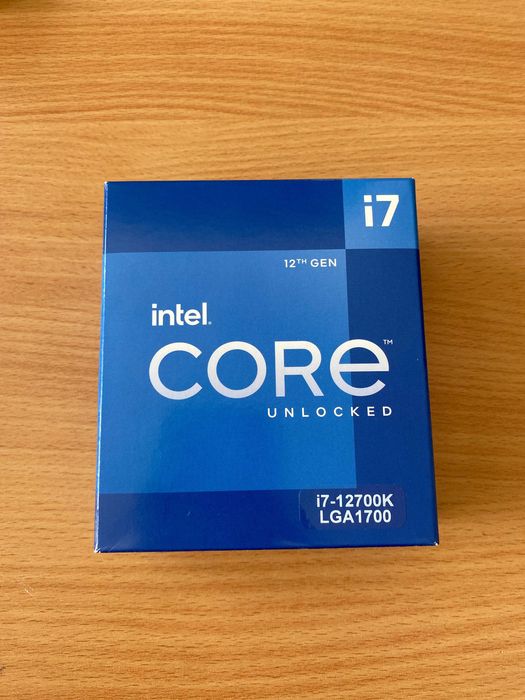 i7
12TH GEN
intel.
CORe™
UNLOCKED
i7-12700K
LGA1700